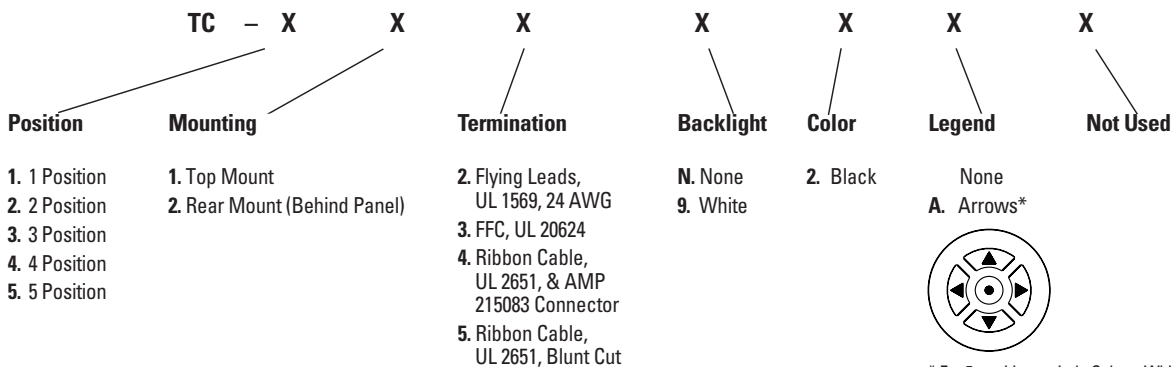 TC – X X X X X X X
Position Mounting Termination Backlight Color Legend Not Used
1. 1 Position
2. 2 Position
3. 3 Position
4. 4 Position
5. 5 Position
1. Top Mount
2. Rear Mount (Behind Panel)
2. Flying Leads,
UL 1569, 24 AWG
3. FFC, UL 20624
4. Ribbon Cable,
UL 2651, & AMP
215083 Connector
5. Ribbon Cable,
UL 2651, Blunt Cut
N. None
9. White
2. Black
None
A. Arrows*